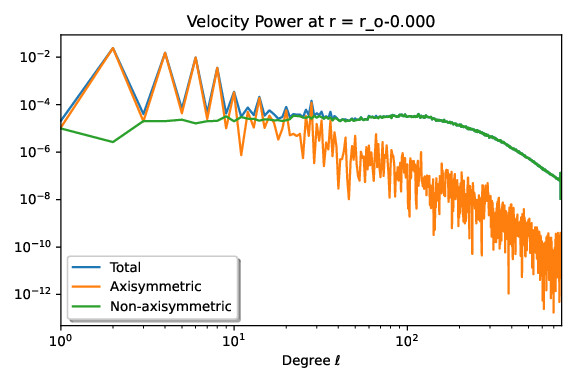 Velocity Power at r = r_o-0.000
10⁻²
10⁻⁴
10⁻⁶
10⁻⁸
10⁻¹⁰
10⁻¹²
Total
Axisymmetric
Non-axisymmetric
10⁰ 10¹ 10²
Degree ℓ